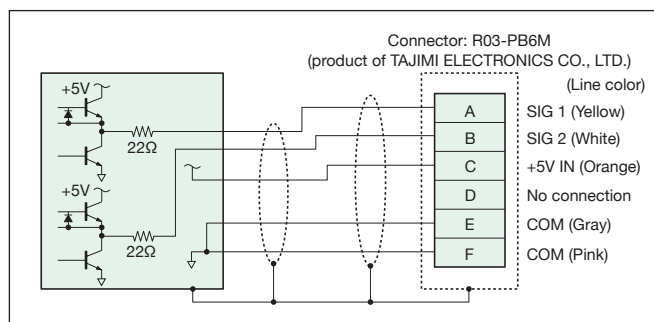 Connector: R03-PB6M
(product of TAJIMI ELECTRONICS CO., LTD.)
(Line color)
+5V
22Ω
+5V
22Ω
A SIG 1 (Yellow)
B SIG 2 (White)
C +5V IN (Orange)
D No connection
E COM (Gray)
F COM (Pink)